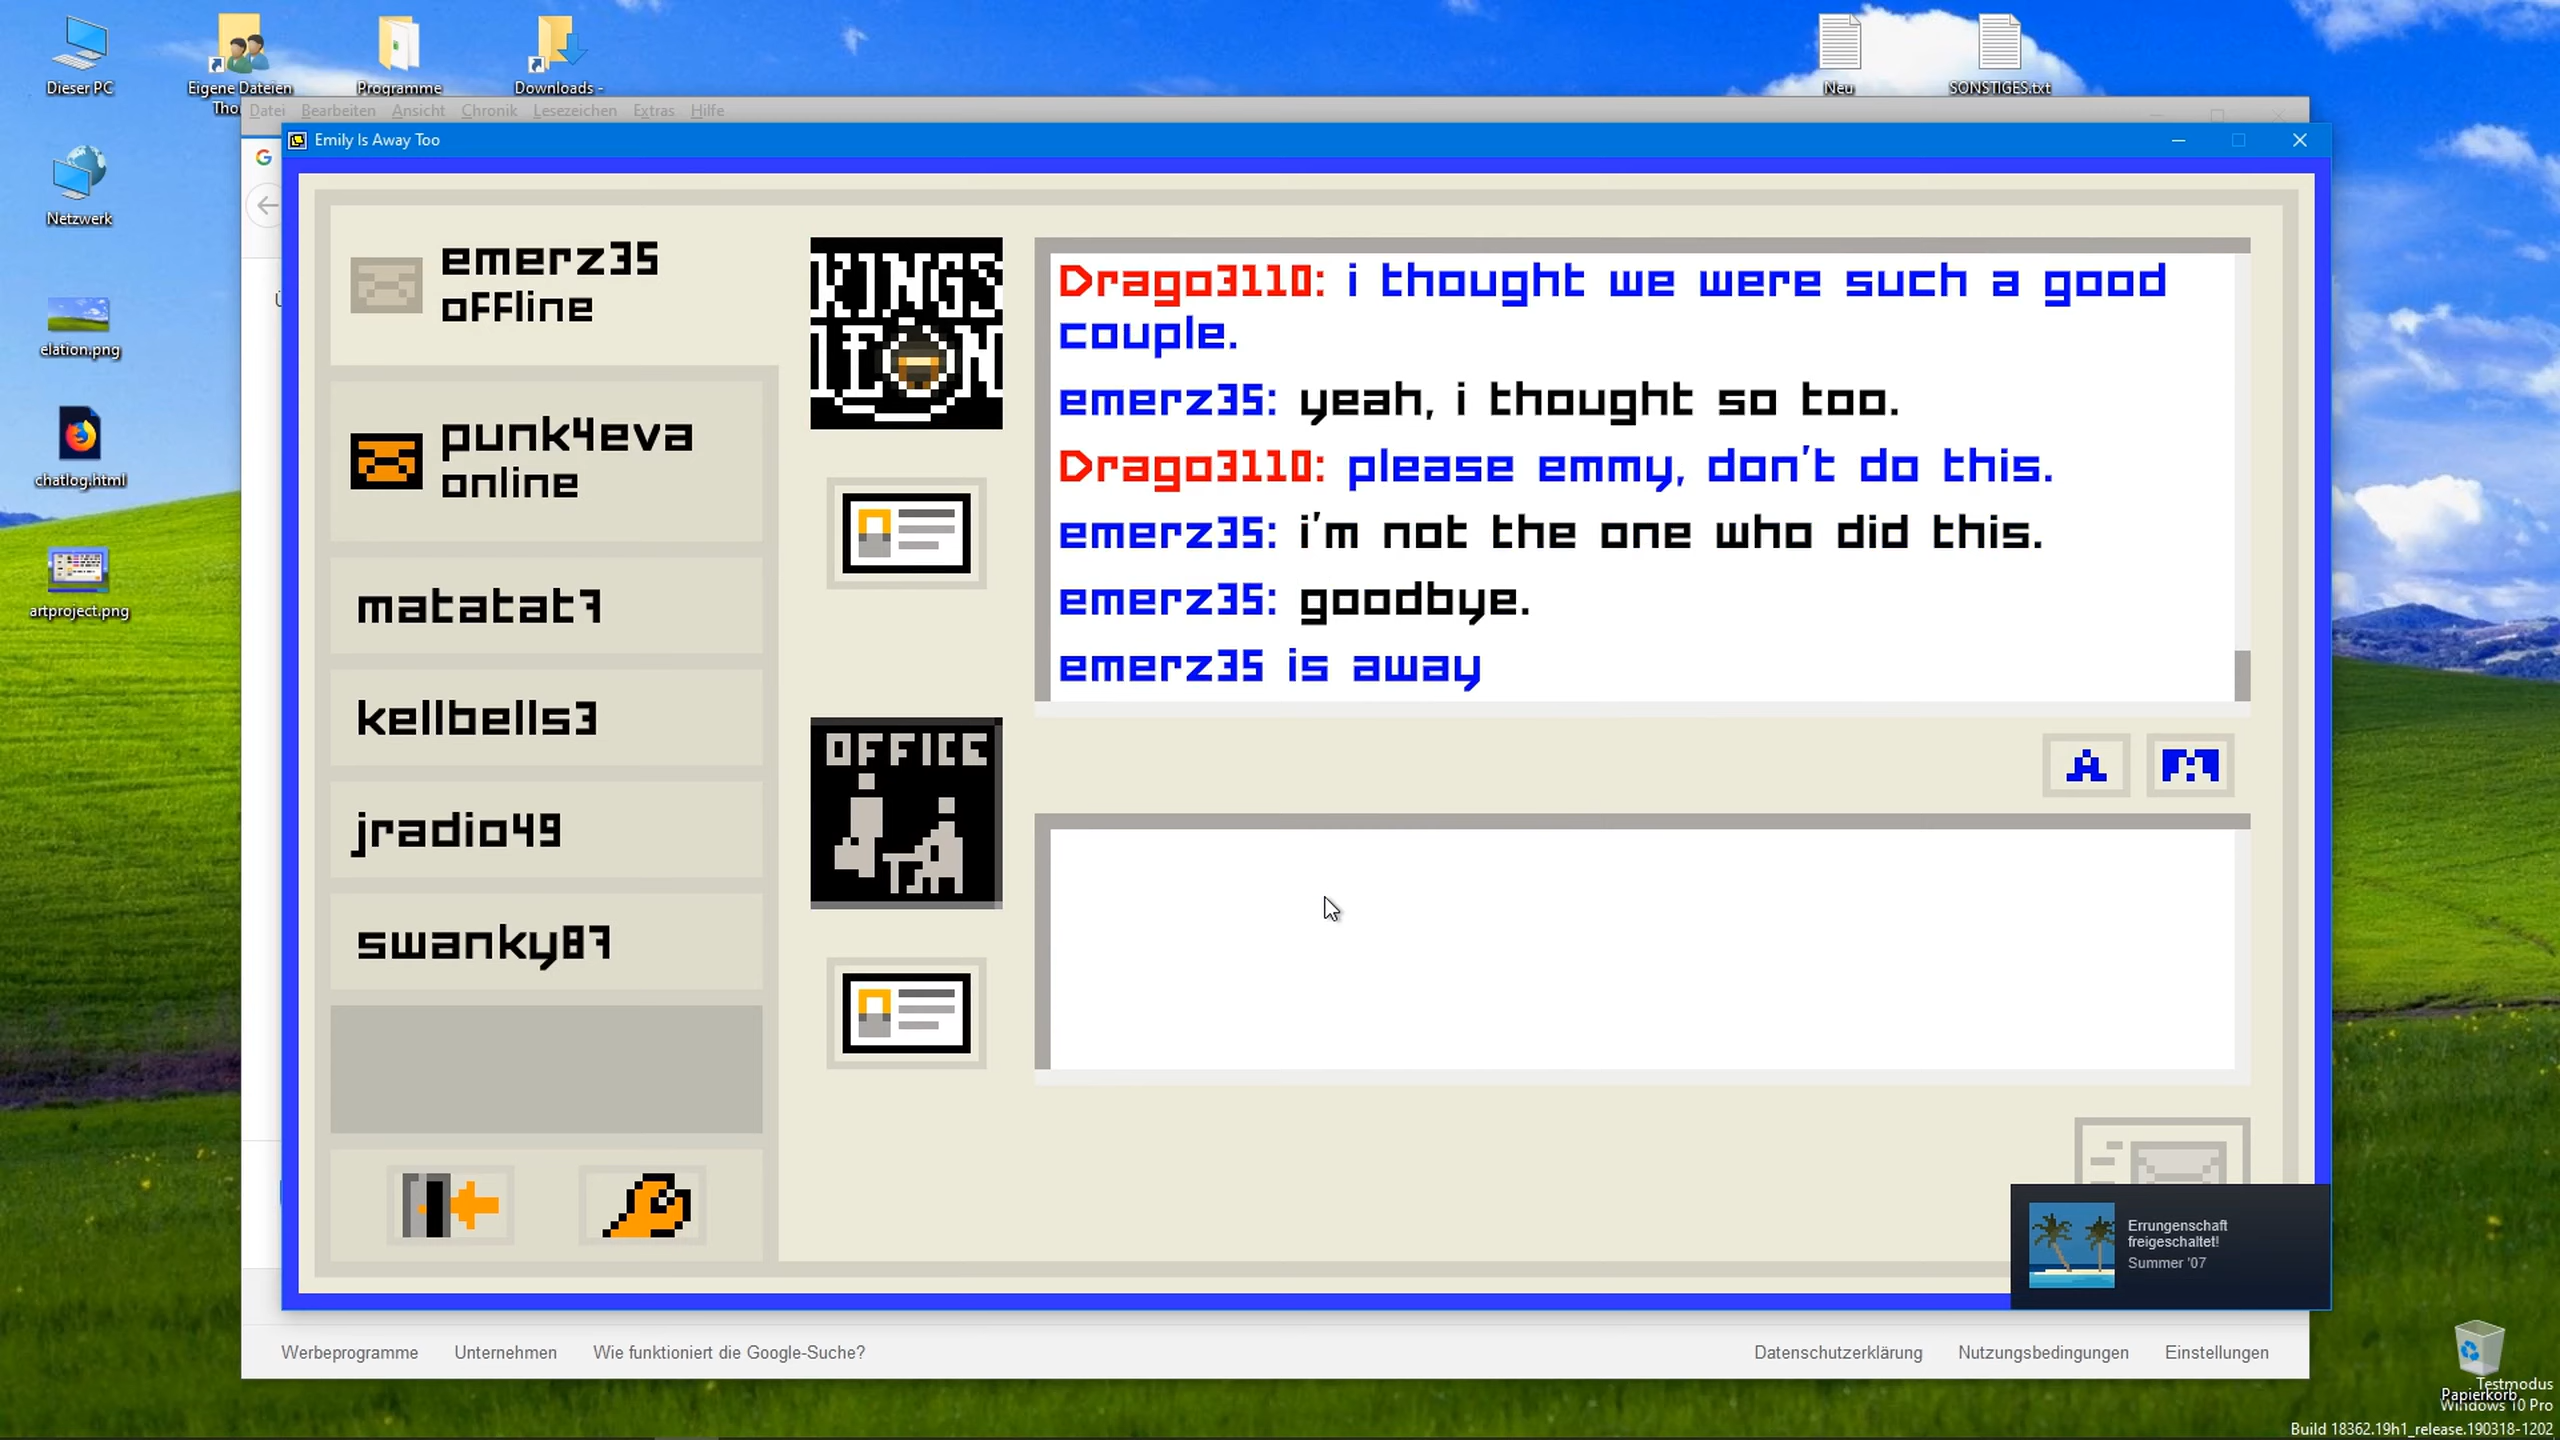 Dieser PC
Eigene Dateien
Tho
Programme
Downloads -
Neu
SONSTIGES.txt
Netzwerk
elation.png
chatlog.html
artproject.png
Datei Bearbeiten Ansicht Chronik Lesezeichen Extras Hilfe
Emily Is Away Too
emerz35
offline
punk4eva
online
matatat7
kellbells3
jradio49
swanky87
KINGS
OFFICE
Drago3110: i thought we were such a good
couple.
emerz35: yeah, i thought so too.
Drago3110: please emmy, don't do this.
emerz35: i'm not the one who did this.
emerz35: goodbye.
emerz35 is away
A
Errungenschaft
freigeschaltet!
Summer '07
Werbeprogramme Unternehmen Wie funktioniert die Google-Suche? Datenschutzerklärung Nutzungsbedingungen Einstellungen
Papierkorb
Testmodus
Windows 10 Pro
Build 18362.19h1_release.190318-1202